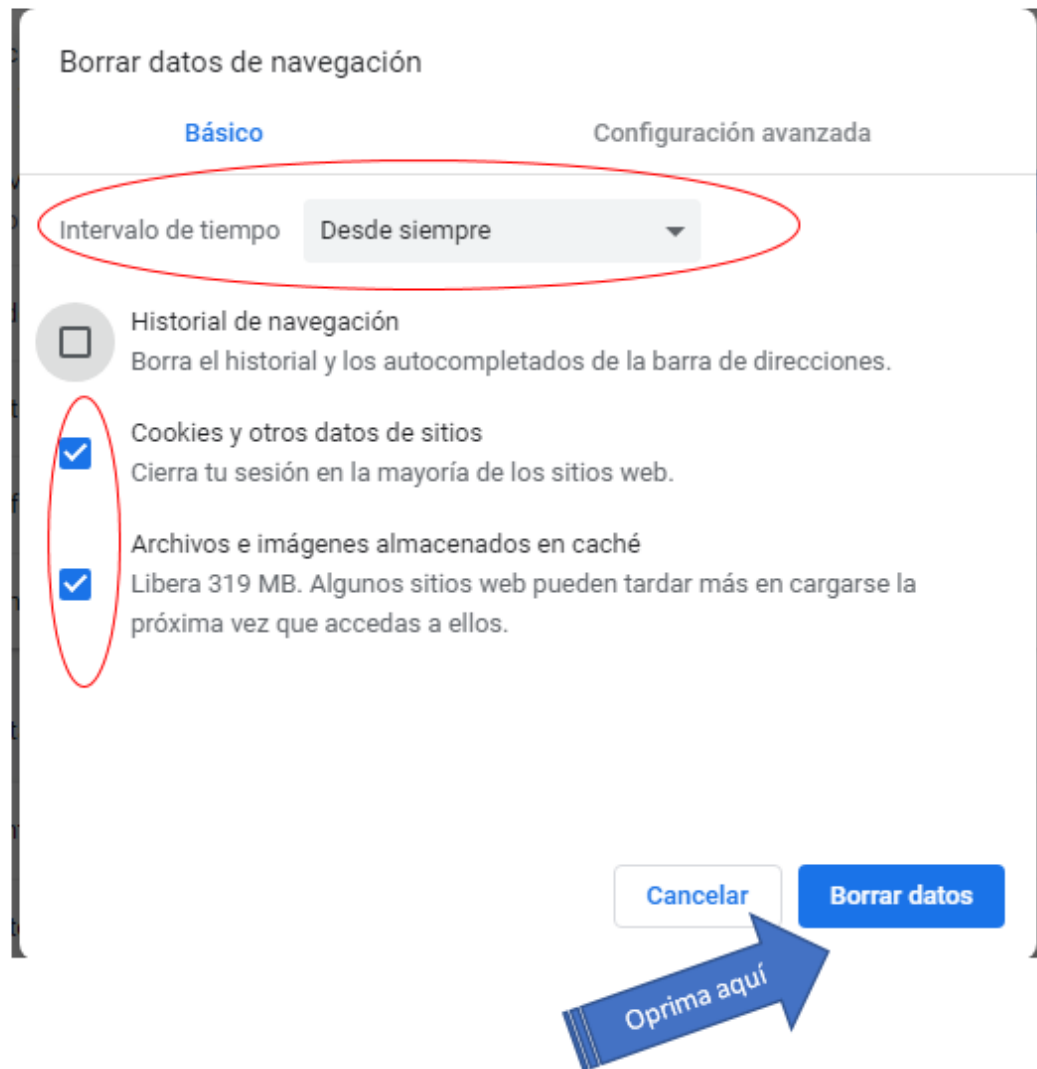 Borrar datos de navegación
Básico
Configuración avanzada
Intervalo de tiempo
Desde siempre
Historial de navegación
Borra el historial y los autocompletados de la barra de direcciones.
Cookies y otros datos de sitios
Cierra tu sesión en la mayoría de los sitios web.
Archivos e imágenes almacenados en caché
Libera 319 MB. Algunos sitios web pueden tardar más en cargarse la
próxima vez que accedas a ellos.
Cancelar
Borrar datos
Oprima aquí